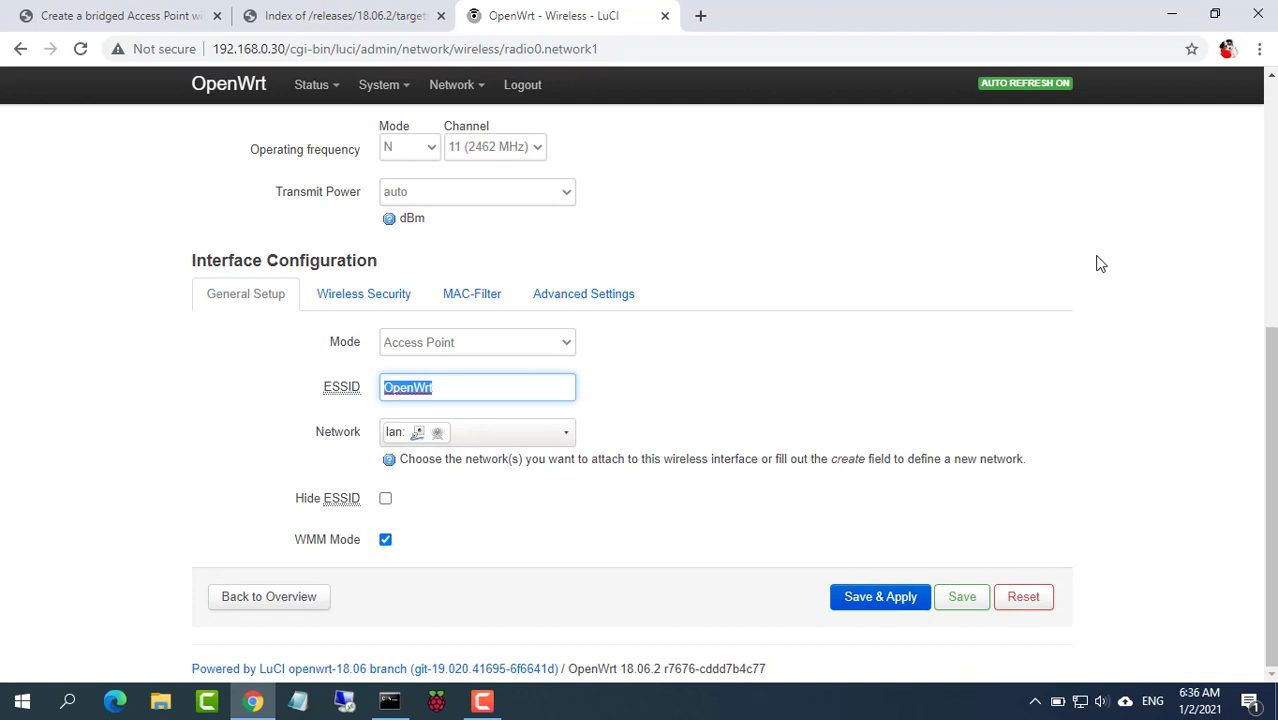 Create a bridged Access Point wit
Index of /releases/18.06.2/target
OpenWrt - Wireless - LuCI
Not secure
192.168.0.30/cgi-bin/luci/admin/network/wireless/radio0.network1
OpenWrt Status System Network Logout
AUTO REFRESH ON
Mode Channel
Operating frequency N 11 (2462 MHz)
Transmit Power auto
dBm
Interface Configuration
General Setup Wireless Security MAC-Filter Advanced Settings
Mode Access Point
ESSID OpenWrt
Network lan:
Choose the network(s) you want to attach to this wireless interface or fill out the create field to define a new network.
Hide ESSID
WMM Mode
Back to Overview Save & Apply Save Reset
Powered by LuCI openwrt-18.06 branch (git-19.020.41695-6f6641d) / OpenWrt 18.06.2 r7676-cddd7b4c77
ENG
6:36 AM
1/2/2021
1